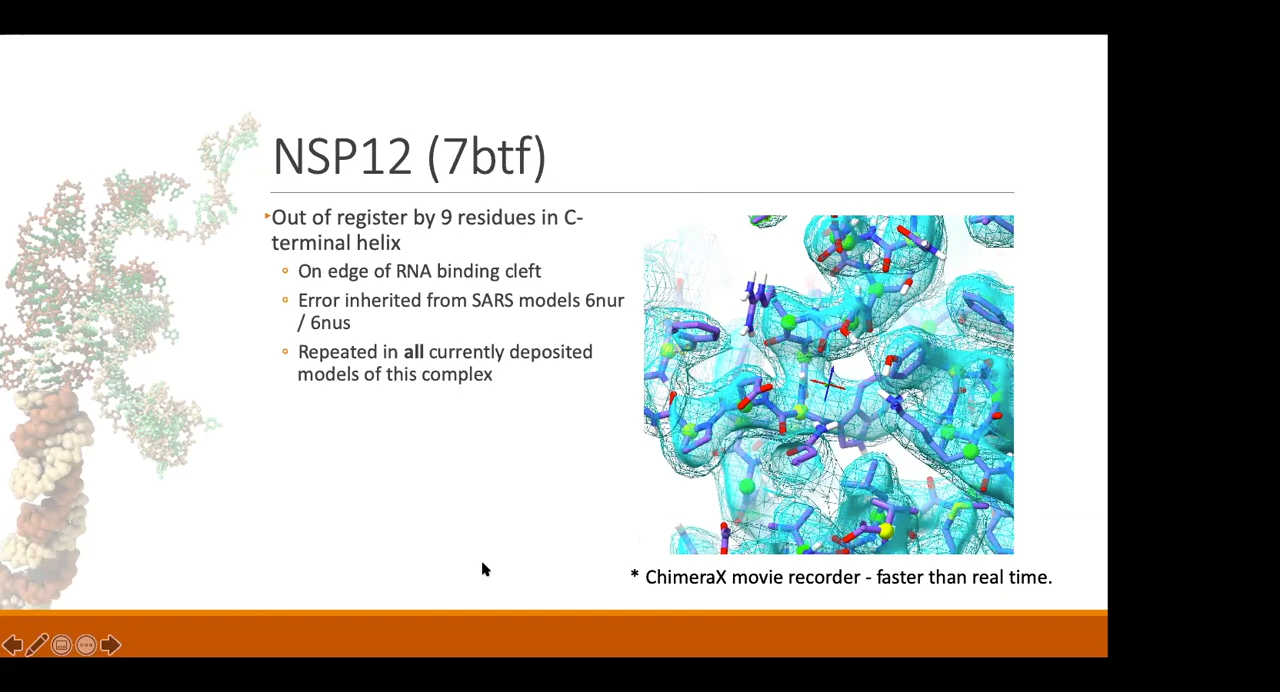 NSP12 (7btf)
Out of register by 9 residues in C-
terminal helix
On edge of RNA binding cleft
Error inherited from SARS models 6nur
/ 6nus
Repeated in all currently deposited
models of this complex
* ChimeraX movie recorder - faster than real time.